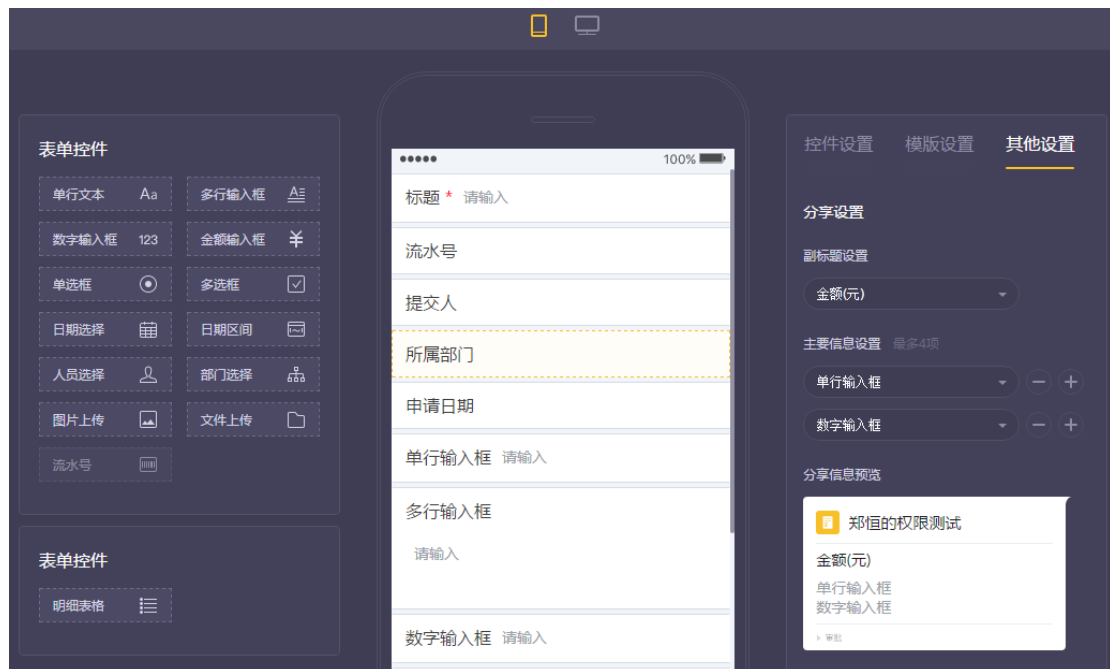 表单控件
单行文本 Aa 多行输入框
数字输入框 123 金额输入框 ¥
单选框 多选框
日期选择 日期区间
人员选择 部门选择
图片上传 文件上传
流水号
表单控件
明细表格
100%
标题 * 请输入
流水号
提交人
所属部门
申请日期
单行输入框 请输入
多行输入框
请输入
数字输入框 请输入
控件设置 模版设置 其他设置
分享设置
副标题设置
金额(元)
主要信息设置 最多4项
单行输入框
数字输入框
分享信息预览
郑恒的权限测试
金额(元)
单行输入框
数字输入框
审批